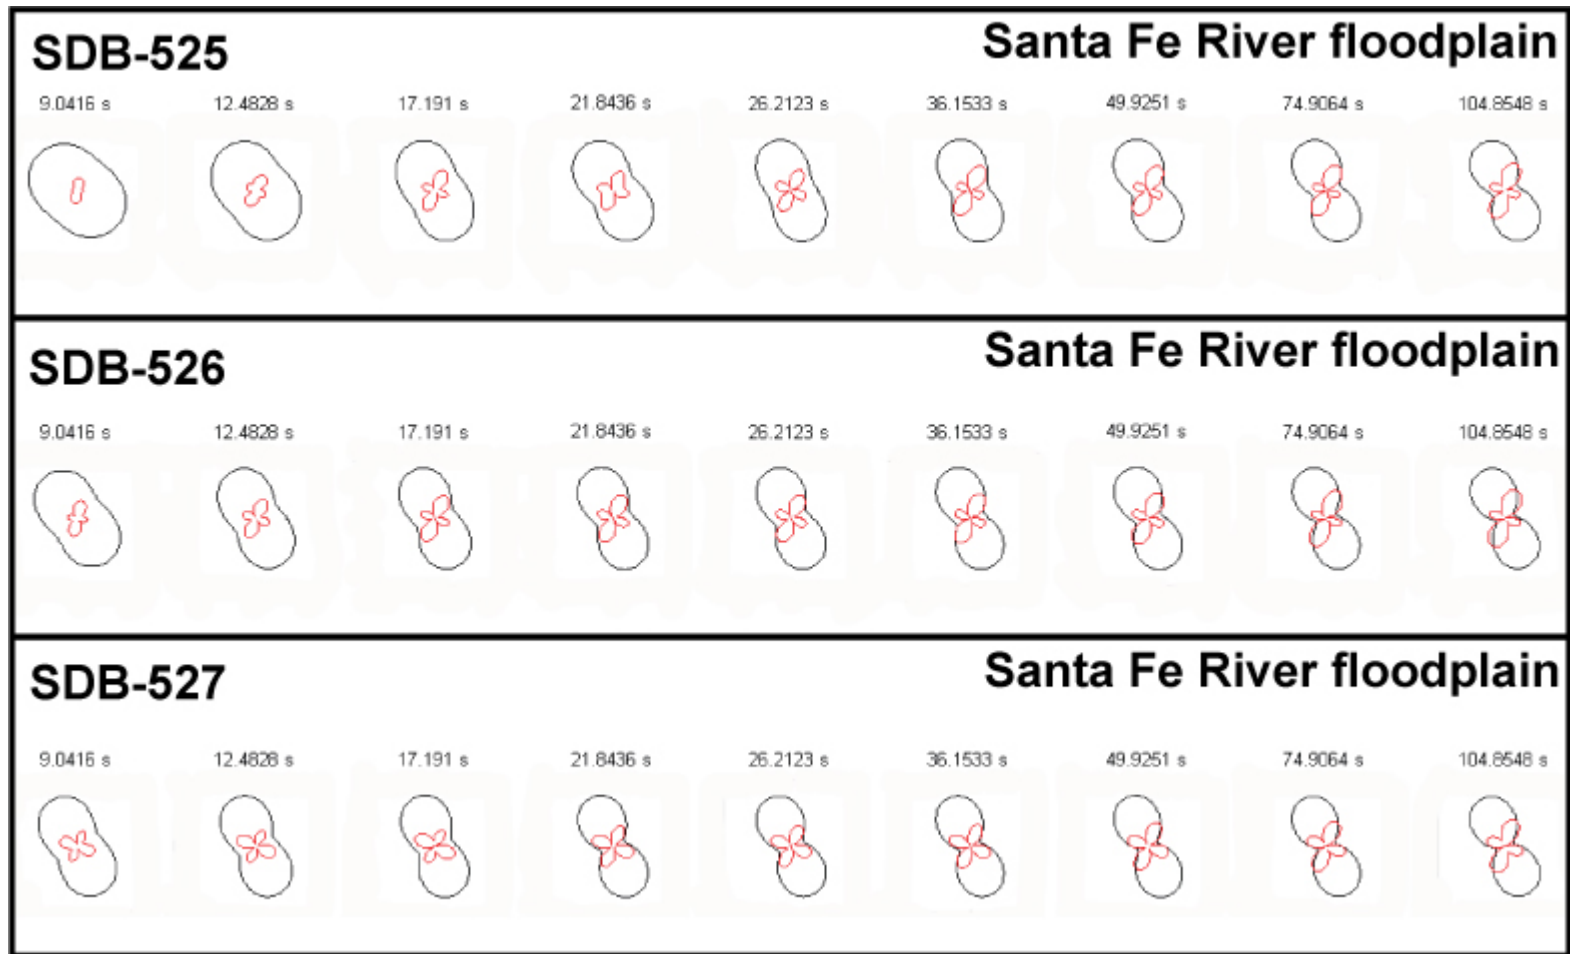 SDB-525
Santa Fe River floodplain
9.0416 s 12.4828 s 17.191 s 21.8436 s 26.2123 s 36.1533 s 49.9251 s 74.9064 s 104.8548 s
SDB-526
Santa Fe River floodplain
9.0416 s 12.4828 s 17.191 s 21.8436 s 26.2123 s 36.1533 s 49.9251 s 74.9064 s 104.8548 s
SDB-527
Santa Fe River floodplain
9.0416 s 12.4828 s 17.191 s 21.8436 s 26.2123 s 36.1533 s 49.9251 s 74.9064 s 104.8548 s